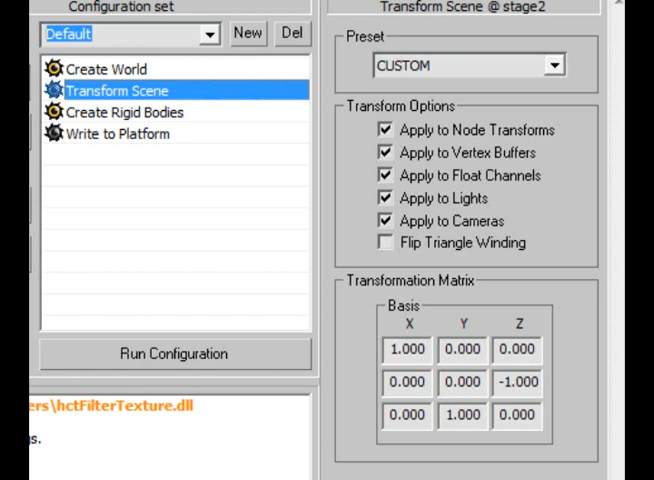 Configuration set
Default
New
Del
Create World
Transform Scene
Create Rigid Bodies
Write to Platform
Run Configuration
ers\hctFilterTexture.dll
gs.
Transform Scene @ stage2
Preset
CUSTOM
Transform Options
Apply to Node Transforms
Apply to Vertex Buffers
Apply to Float Channels
Apply to Lights
Apply to Cameras
Flip Triangle Winding
Transformation Matrix
Basis
X Y Z
1.000 0.000 0.000
0.000 0.000 -1.000
0.000 1.000 0.000